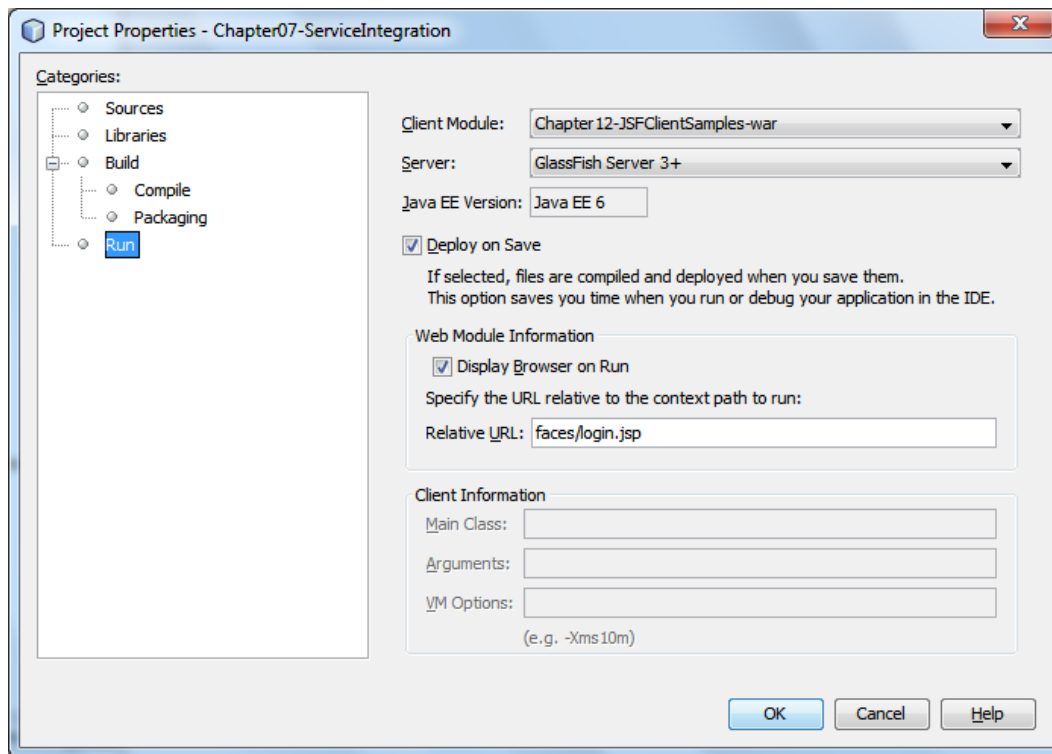 Project Properties - Chapter07-ServiceIntegration
Categories:
Sources
Libraries
Build
Compile
Packaging
Run
Client Module: Chapter12-JSFClientSamples-war
Server: GlassFish Server 3+
Java EE Version: Java EE 6
Deploy on Save
If selected, files are compiled and deployed when you save them.
This option saves you time when you run or debug your application in the IDE.
Web Module Information
Display Browser on Run
Specify the URL relative to the context path to run:
Relative URL: faces/login.jsp
Client Information
Main Class:
Arguments:
VM Options:
(e.g. -Xms10m)
OK Cancel Help